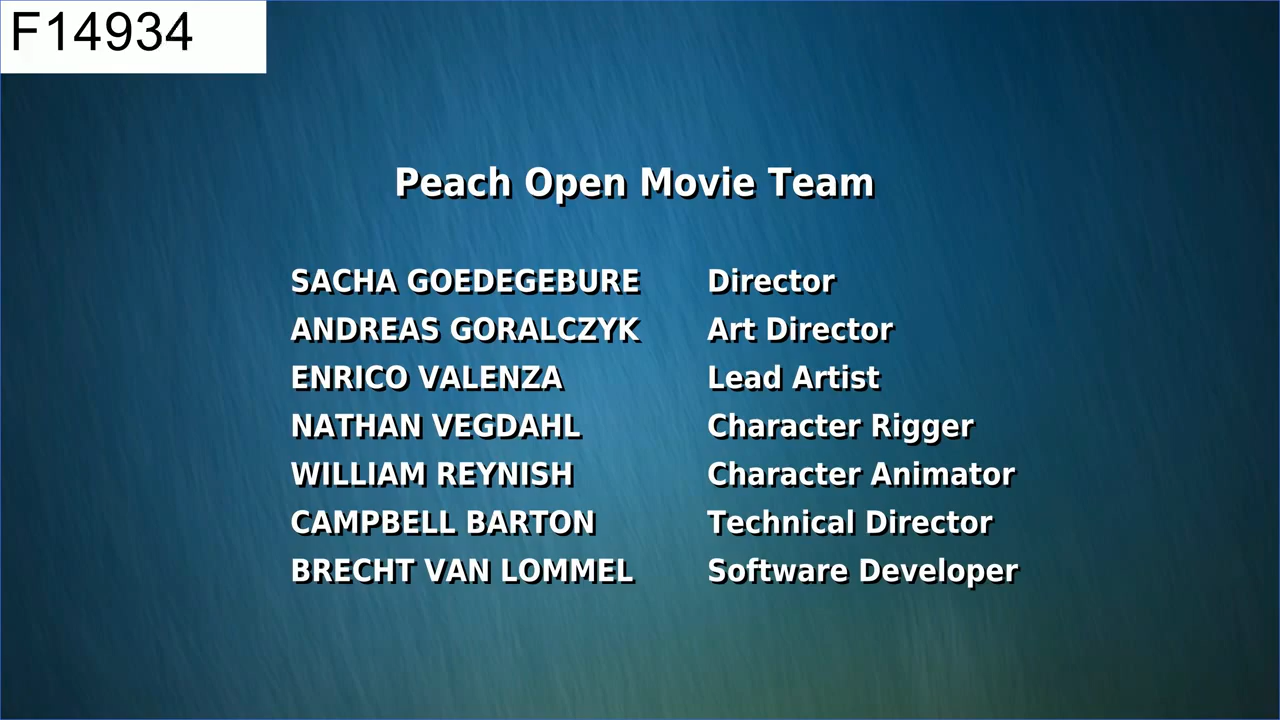 F14934
Peach Open Movie Team
SACHA GOEDEGEBURE Director
ANDREAS GORALCZYK Art Director
ENRICO VALENZA Lead Artist
NATHAN VEGDAHL Character Rigger
WILLIAM REYNISH Character Animator
CAMPBELL BARTON Technical Director
BRECHT VAN LOMMEL Software Developer